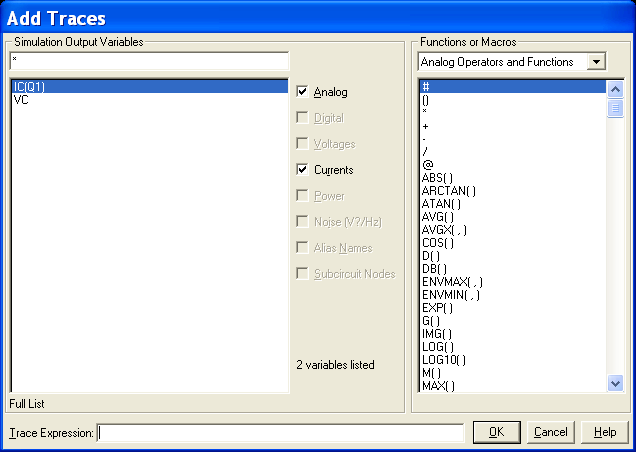 Add Traces
Simulation Output Variables
*
IC(Q1)
VC
Full List
Analog
Digital
Voltages
Currents
Power
Noise (V?/Hz)
Alias Names
Subcircuit Nodes
2 variables listed
Functions or Macros
Analog Operators and Functions
#
()
*
+
-
/
@
ABS( )
ARCTAN( )
ATAN( )
AVG( )
AVGX( , )
COS( )
D( )
DB( )
ENVMAX( , )
ENVMIN( , )
EXP( )
G( )
IMG( )
LOG( )
LOG10( )
M( )
MAX( )
Trace Expression:
OK Cancel Help